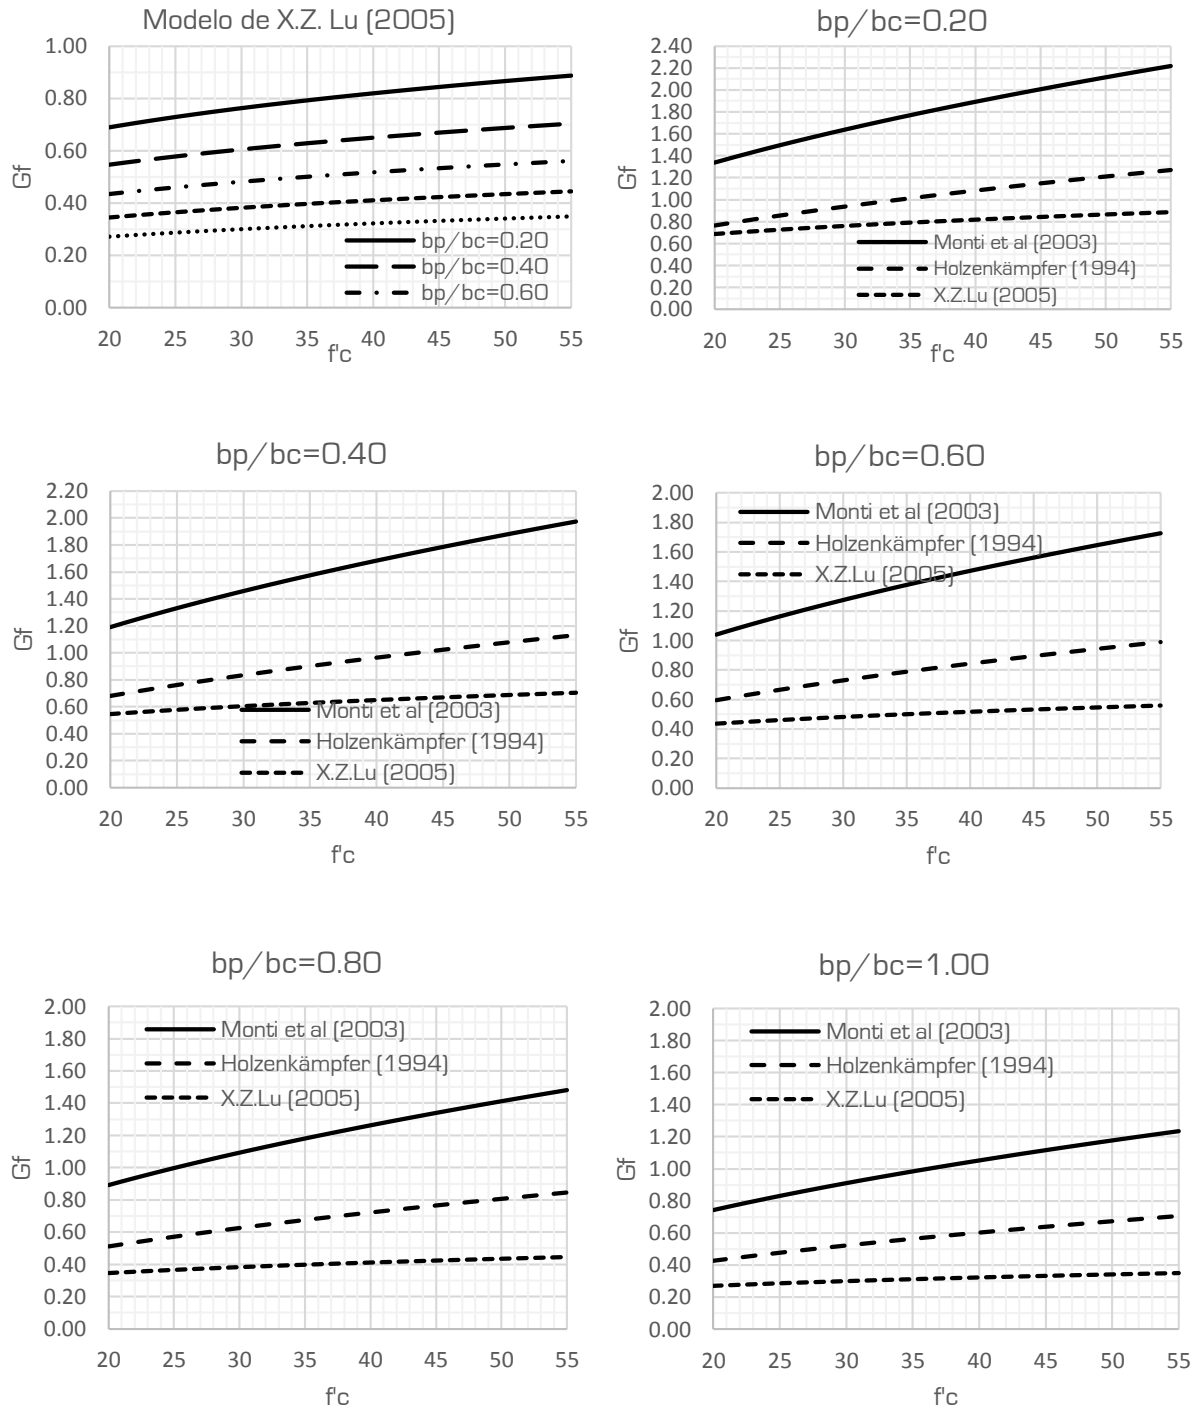 Modelo de X.Z. Lu (2005)
1.00
0.80
0.60
0.40
0.20
0.00
Gf
20 25 30 35 40 45 50 55
f'c
bp/bc=0.20
bp/bc=0.40
bp/bc=0.60
bp/bc=0.20
2.40
2.20
2.00
1.80
1.60
1.40
1.20
1.00
0.80
0.60
0.40
0.20
0.00
Gf
20 25 30 35 40 45 50 55
f'c
Monti et al (2003)
Holzenkämpfer (1994)
X.Z.Lu (2005)
bp/bc=0.40
2.20
2.00
1.80
1.60
1.40
1.20
1.00
0.80
0.60
0.40
0.20
0.00
Gf
20 25 30 35 40 45 50 55
f'c
Monti et al (2003)
Holzenkämpfer (1994)
X.Z.Lu (2005)
bp/bc=0.60
2.00
1.80
1.60
1.40
1.20
1.00
0.80
0.60
0.40
0.20
0.00
Gf
20 25 30 35 40 45 50 55
f'c
Monti et al (2003)
Holzenkämpfer (1994)
X.Z.Lu (2005)
bp/bc=0.80
2.00
1.80
1.60
1.40
1.20
1.00
0.80
0.60
0.40
0.20
0.00
Gf
20 25 30 35 40 45 50 55
f'c
Monti et al (2003)
Holzenkämpfer (1994)
X.Z.Lu (2005)
bp/bc=1.00
2.00
1.80
1.60
1.40
1.20
1.00
0.80
0.60
0.40
0.20
0.00
Gf
20 25 30 35 40 45 50 55
f'c
Monti et al (2003)
Holzenkämpfer (1994)
X.Z.Lu (2005)